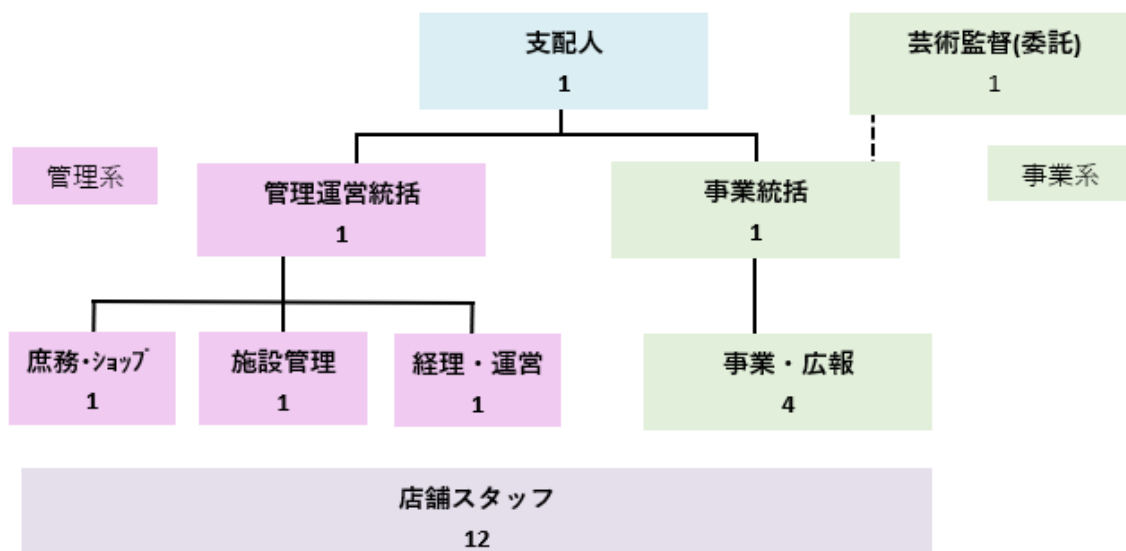 支配人
1
芸術監督(委託)
1
管理系
事業系
管理運営統括
1
事業統括
1
庶務・ｼｮｯﾌﾟ
1
施設管理
1
経理・運営
1
事業・広報
4
店舗スタッフ
12